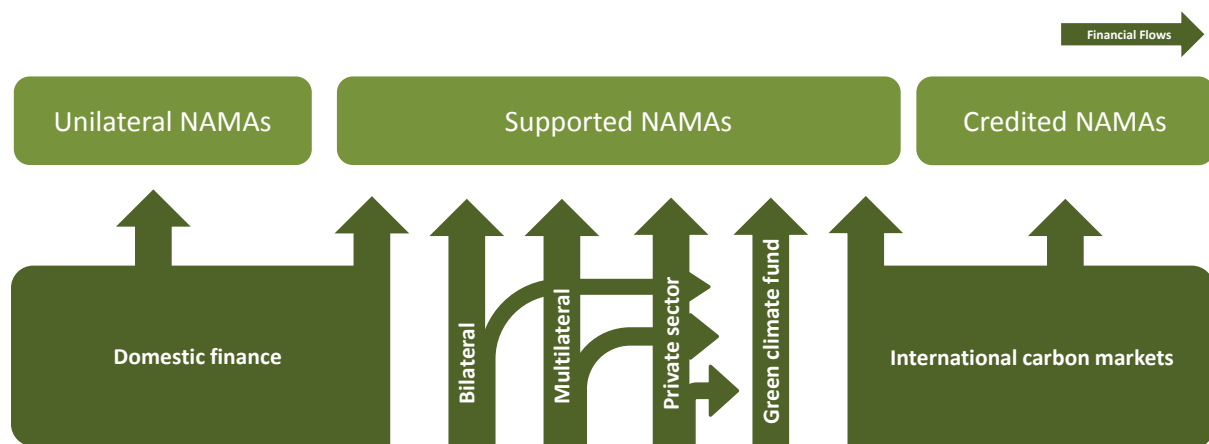 Financial Flows
Unilateral NAMAs
Supported NAMAs
Credited NAMAs
Domestic finance
Bilateral
Multilateral
Private sector
Green climate fund
International carbon markets